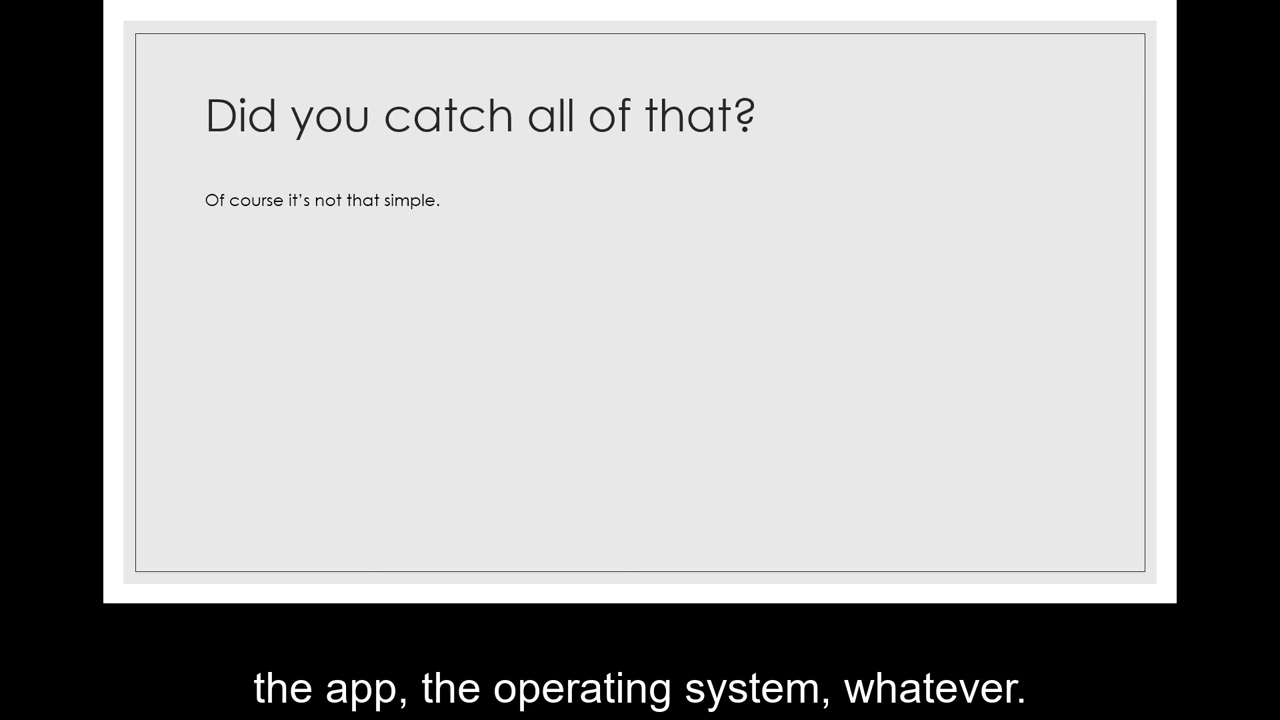 Did you catch all of that?
Of course it’s not that simple.
the app, the operating system, whatever.